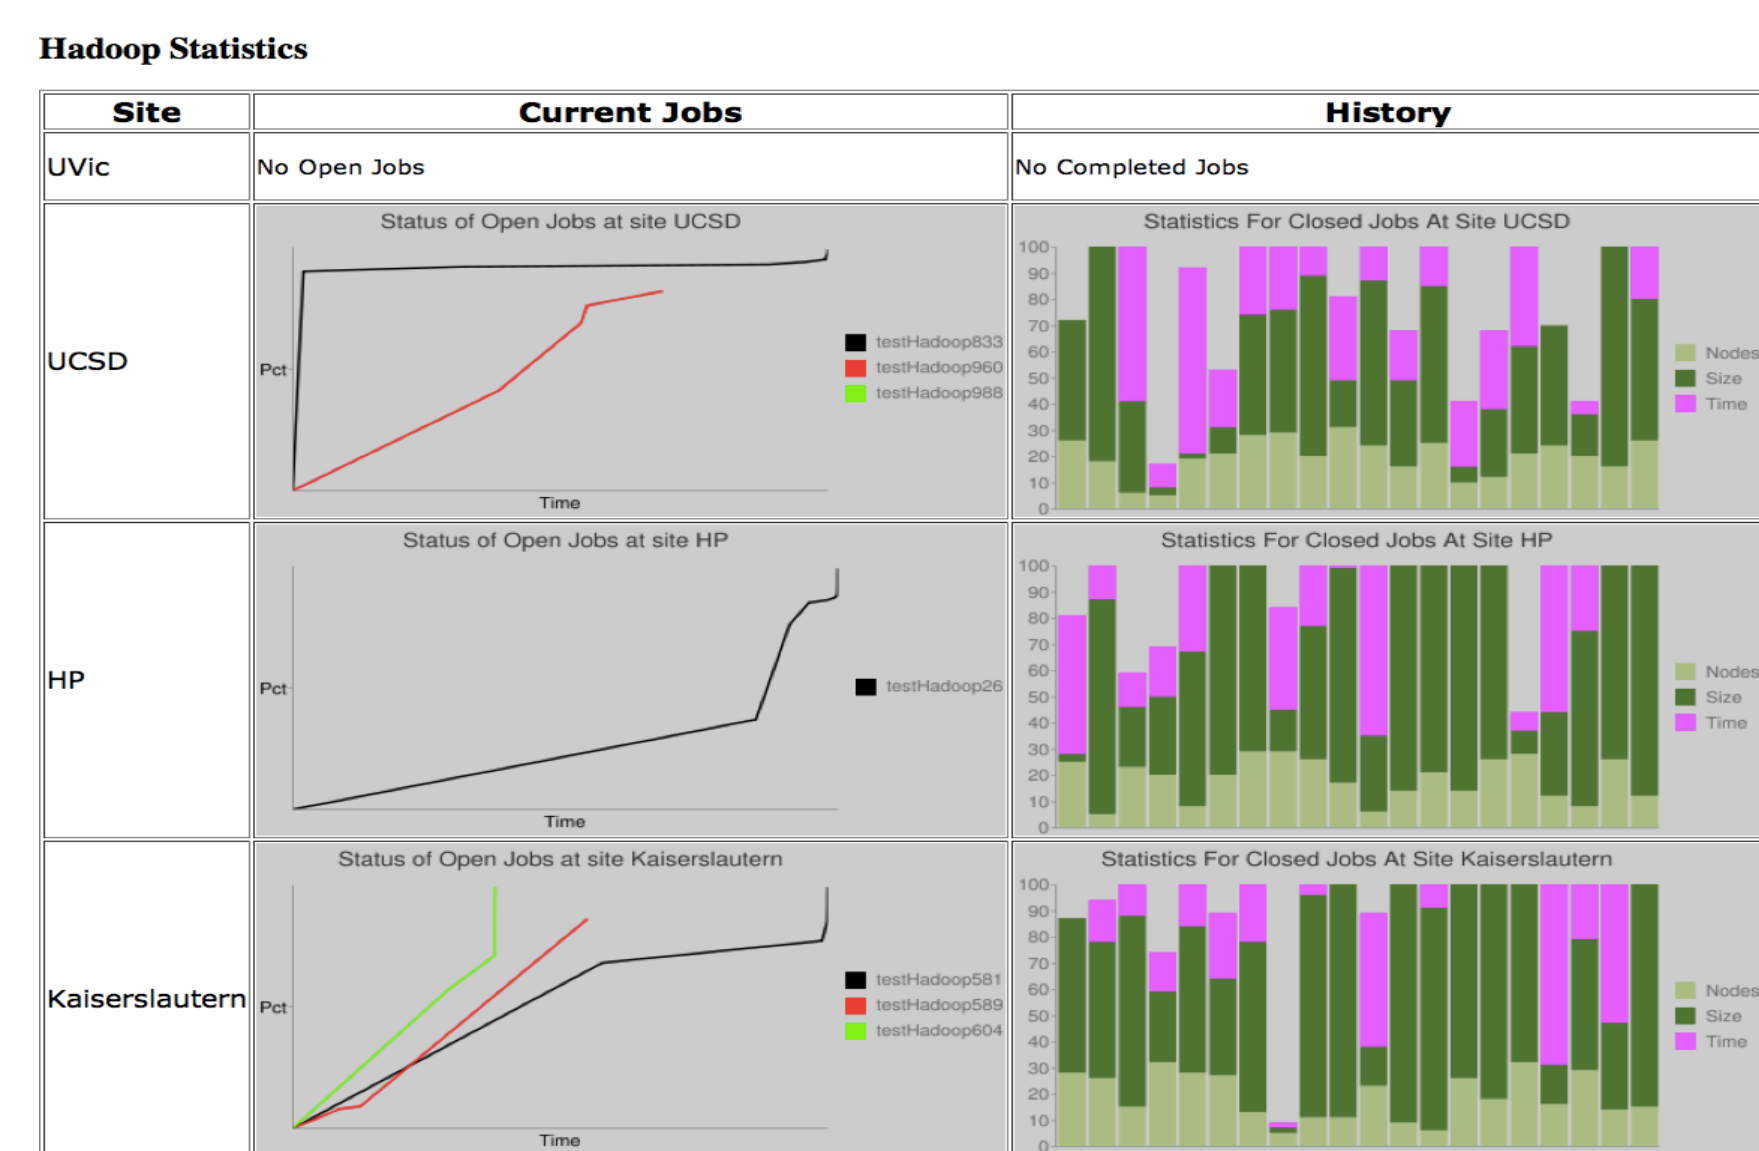 Hadoop Statistics
Site Current Jobs History
UVic No Open Jobs No Completed Jobs
UCSD
Status of Open Jobs at site UCSD
Pct
Time
testHadoop833
testHadoop960
testHadoop988
Statistics For Closed Jobs At Site UCSD
100
90
80
70
60
50
40
30
20
10
0
Nodes
Size
Time
HP
Status of Open Jobs at site HP
Pct
Time
testHadoop26
Statistics For Closed Jobs At Site HP
100
90
80
70
60
50
40
30
20
10
0
Nodes
Size
Time
Kaiserslautern
Status of Open Jobs at site Kaiserslautern
Pct
Time
testHadoop581
testHadoop589
testHadoop604
Statistics For Closed Jobs At Site Kaiserslautern
100
90
80
70
60
50
40
30
20
10
0
Nodes
Size
Time